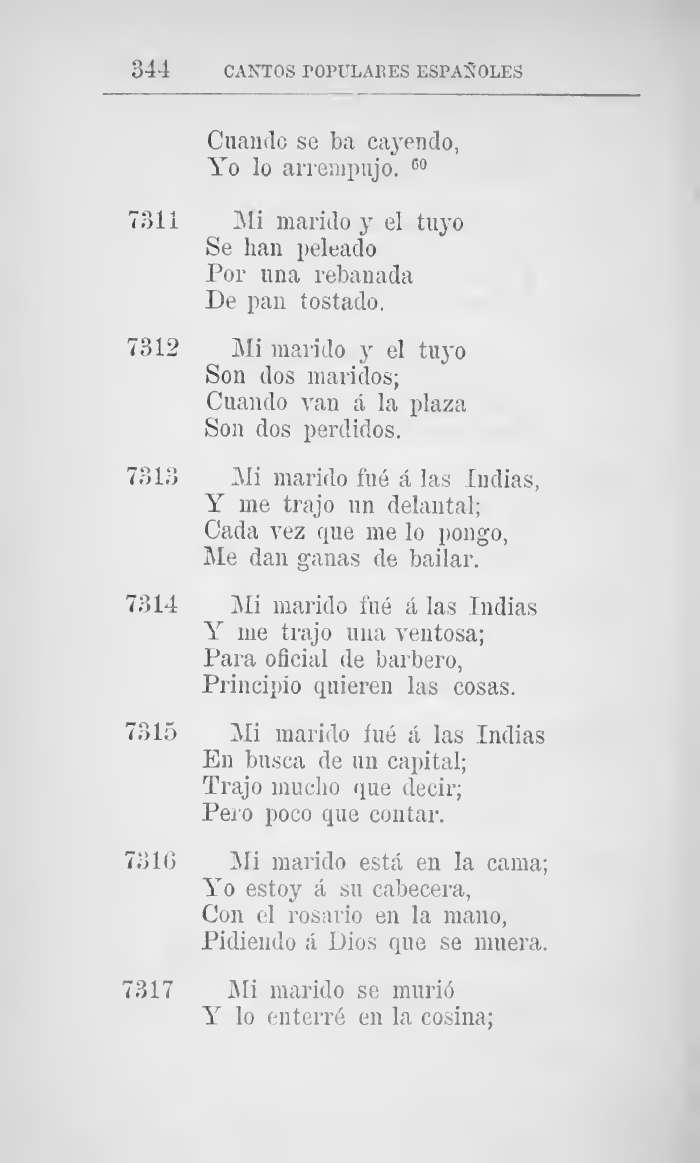 344 CANTOS POPULARES ESPAÑOLES
Cuando se ba cayendo,
Yo lo arrempujo. 60
7311 Mi marido y el tuyo
Se han peleado
Por una rebanada
De pan tostado.
7312 Mi marido y el tuyo
Son dos maridos;
Cuando van á la plaza
Son dos perdidos.
7313 Mi marido fué á las Indias,
Y me trajo un delantal;
Cada vez que me lo pongo,
Me dan ganas de bailar.
7314 Mi marido fué á las Indias
Y me trajo una ventosa;
Para oficial de barbero,
Principio quieren las cosas.
7315 Mi marido fué á las Indias
En busca de un capital;
Trajo mucho que decir;
Pero poco que contar.
7316 Mi marido está en la cama;
Yo estoy á su cabecera,
Con el rosario en la mano,
Pidiendo á Dios que se muera.
7317 Mi marido se murió
Y lo enterré en la cosina;